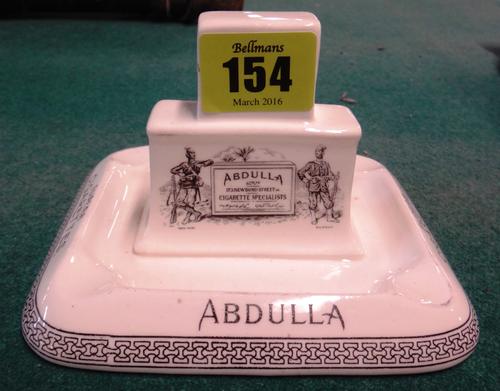 Bellmans
154
March 2016
ABDULLA
173 NEW BOND STREET
CIGARETTE SPECIALISTS
ABDULLA